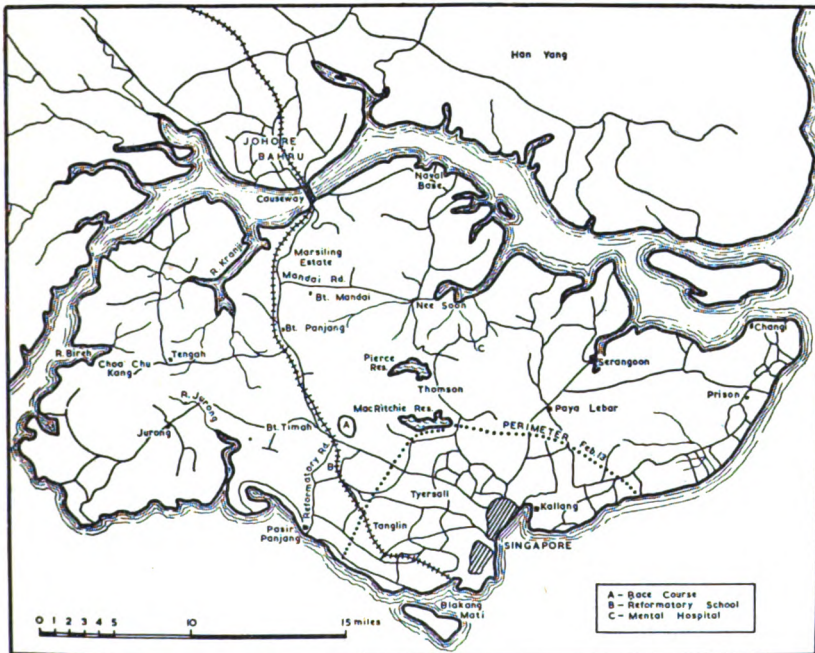 Han Yang
JOHORE
BAHRU
Naval
Base
Causeway
R. Kranji
Marsiling
Estate
Mandai Rd.
Bt. Mandai
Nee Soon
Bt. Panjang
C
Changi
R. Bireh
Choa Chu
Kang
Tengah
Pierce
Res.
Serangoon
Thomson
Prison
R. Jurong
MacRitchie Res.
Paya Lebar
Jurong
Bt. Timah
A
PERIMETER Feb. 13
Reformatory Rd.
B
Tyersall
Kallang
Pasir
Panjang
Tanglin
SINGAPORE
Blakang
Mati
A - Race Course
B - Reformatory School
C - Mental Hospital
0 1 2 3 4 5 10 15 miles